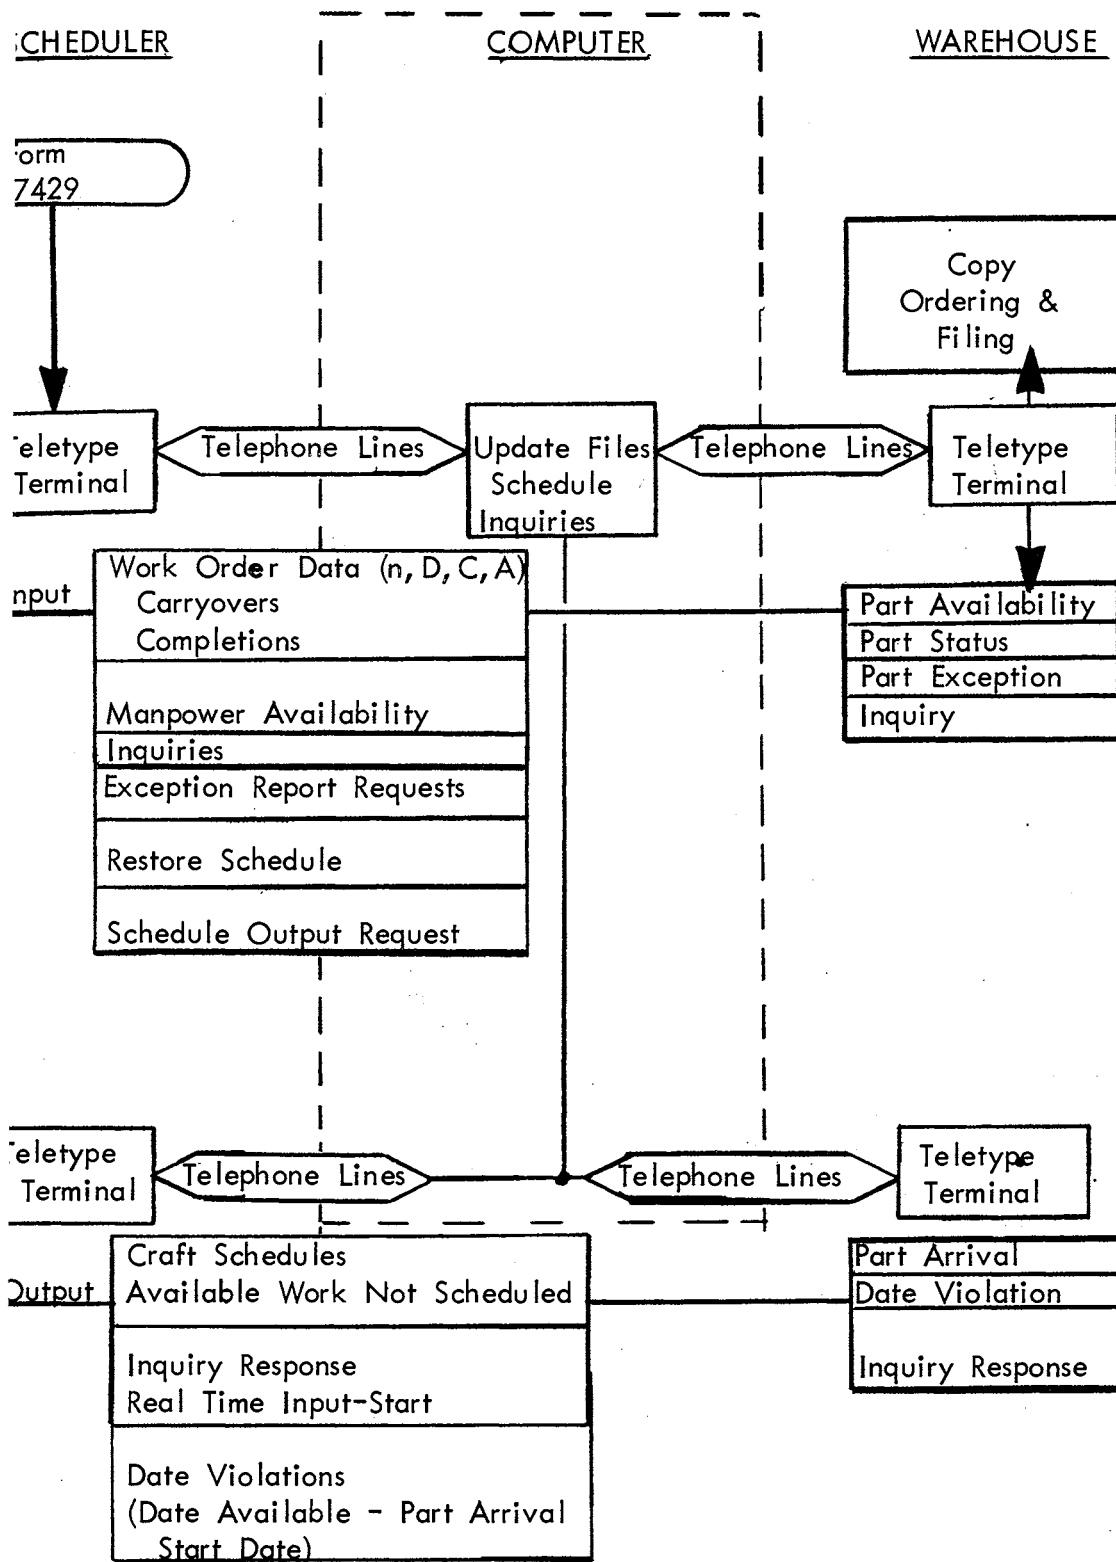 SCHEDULER
COMPUTER
WAREHOUSE
orm
7429
Copy
Ordering &
Filing
Teletype
Terminal
Telephone Lines
Update Files
Schedule
Inquiries
Telephone Lines
Teletype
Terminal
nput
Work Order Data (n, D, C, A)
Carryovers
Completions
Manpower Availability
Inquiries
Exception Report Requests
Restore Schedule
Schedule Output Request
Part Availability
Part Status
Part Exception
Inquiry
Teletype
Terminal
Telephone Lines
Telephone Lines
Teletype
Terminal
Output
Craft Schedules
Available Work Not Scheduled
Inquiry Response
Real Time Input-Start
Date Violations
(Date Available - Part Arrival
Start Date)
Part Arrival
Date Violation
Inquiry Response